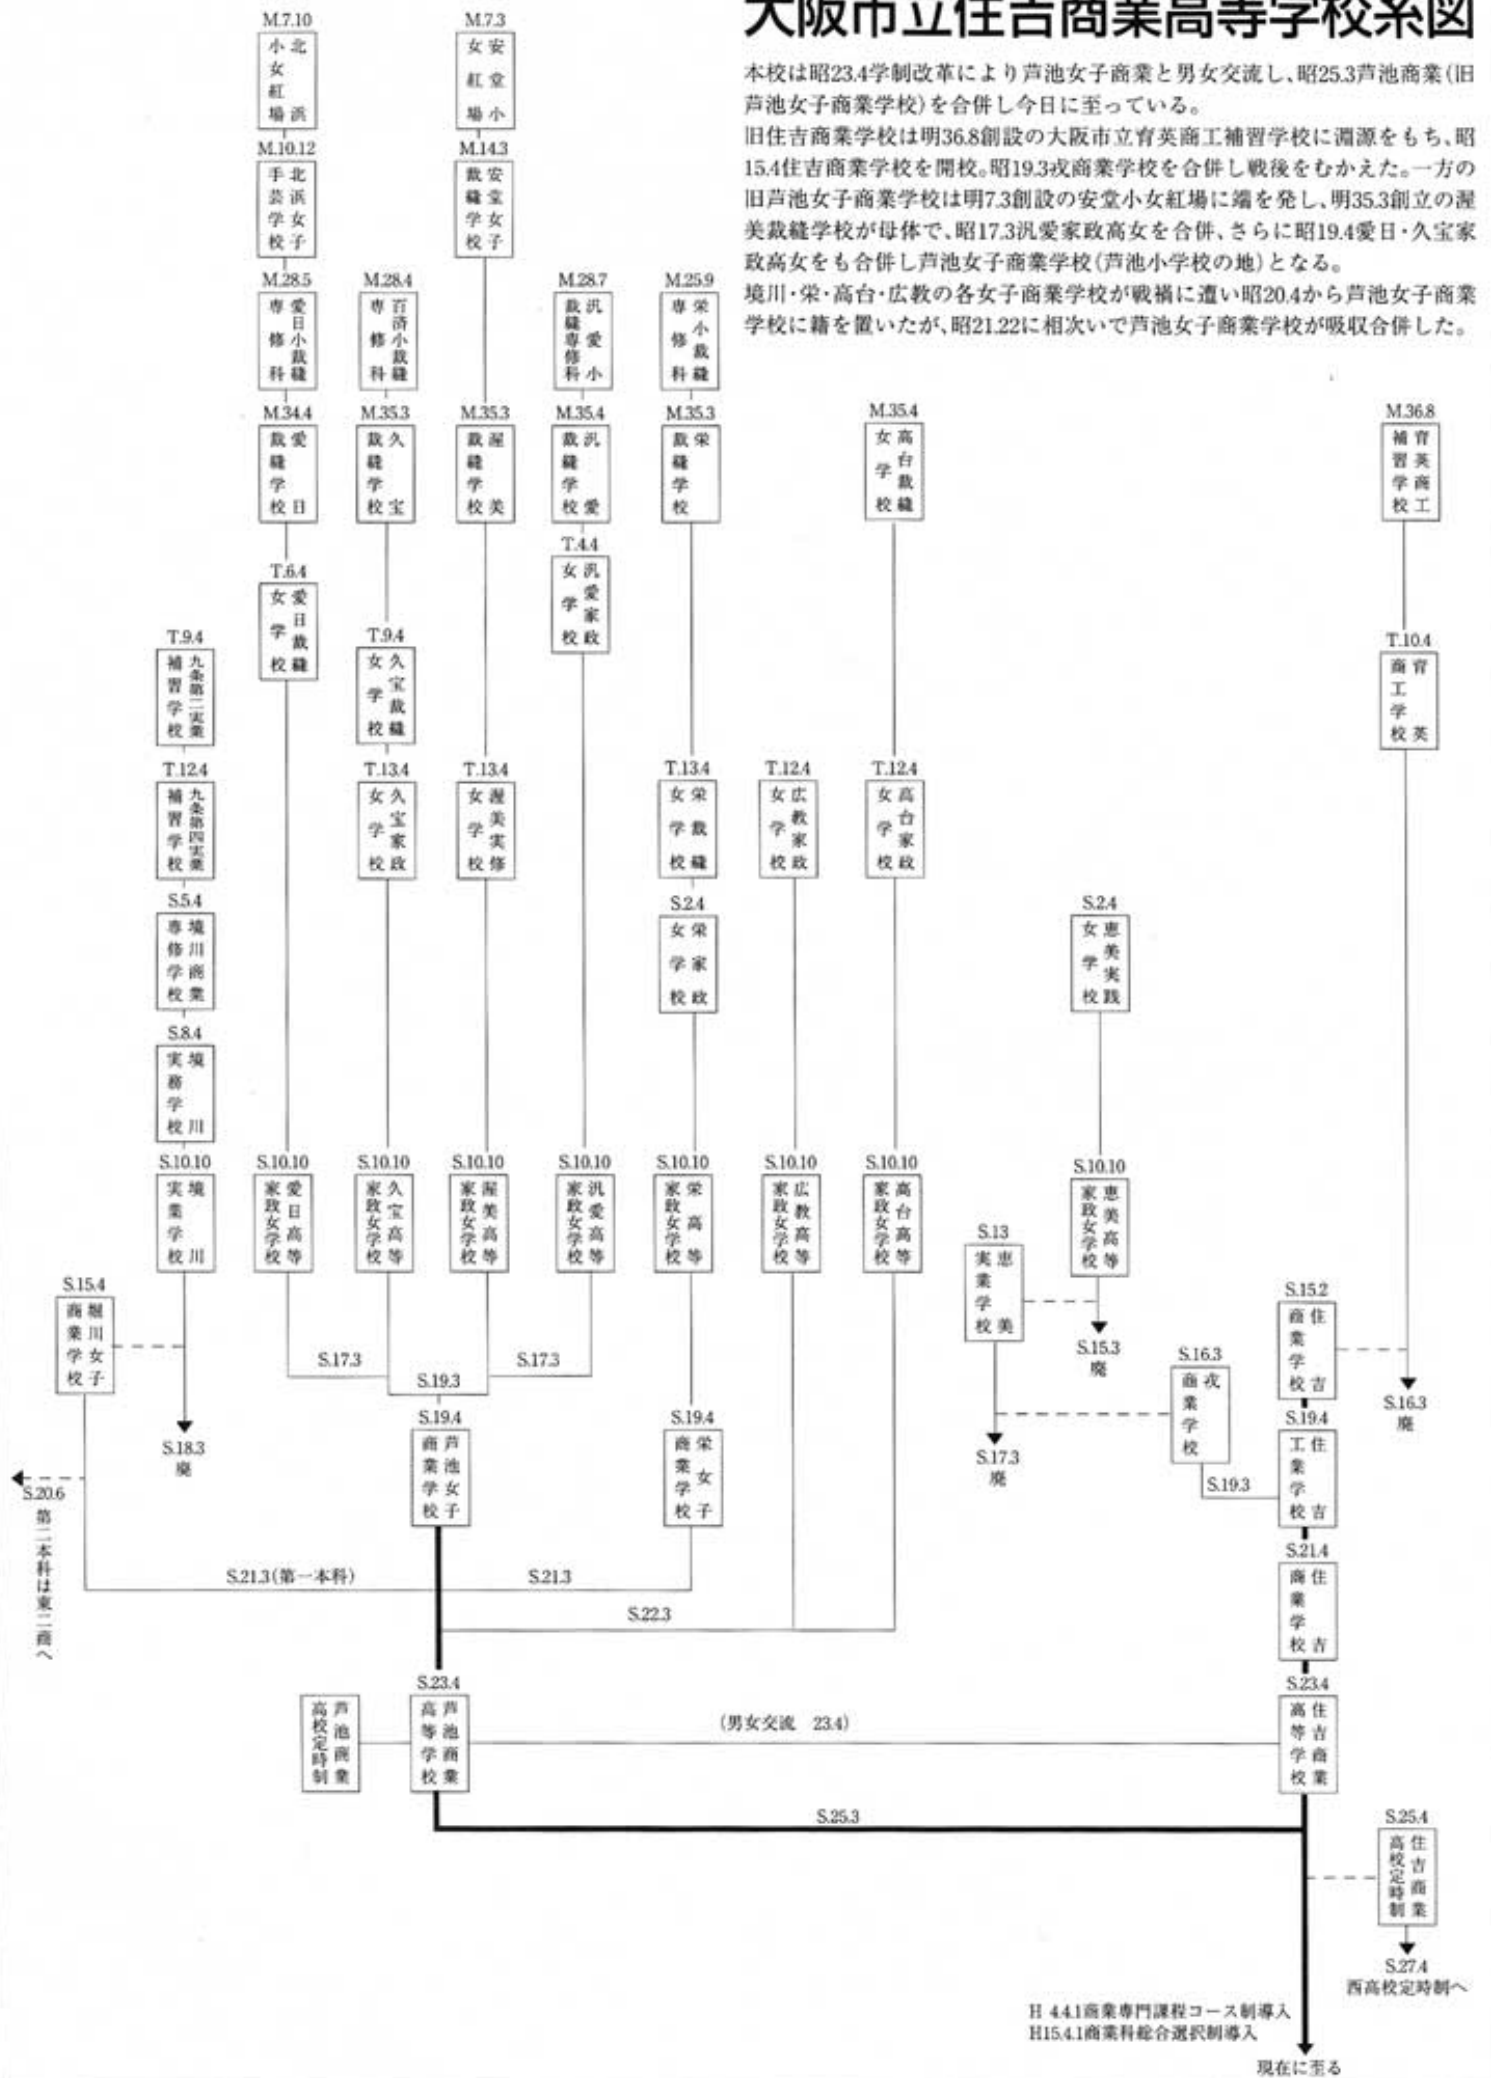 大阪市立住吉商業高等学校系図
本校は昭23.4学制改革により芦池女子商業と男女交流し、昭25.3芦池商業(旧
芦池女子商業学校)を合併し今日に至っている。
旧住吉商業学校は明36.8創設の大阪市立育英商工補習学校に淵源をもち、昭
15.4住吉商業学校を開校。昭19.3戎商業学校を合併し戦後をむかえた。一方の
旧芦池女子商業学校は明7.3創設の安堂小女紅場に端を発し、明35.3創立の渥
美裁縫学校が母体で、昭17.3汎愛家政高女を合併、さらに昭19.4愛日・久宝家
政高女をも合併し芦池女子商業学校(芦池小学校の地)となる。
境川・栄・高台・広教の各女子商業学校が戦禍に遭い昭20.4から芦池女子商業
学校に籍を置いたが、昭21.22に相次いで芦池女子商業学校が吸収合併した。
M.7.10
北浜
小女紅場
M.7.3
安堂小
女紅場
M.10.12
北浜女子
手芸学校
M.14.3
安堂女子
裁縫学校
M.28.5
愛日小裁縫
専修科
M.28.4
百済小裁縫
専修科
M.28.7
汎愛小
裁縫専修科
M.25.9
栄小裁縫
専修科
M.34.4
愛日
裁縫学校
M.35.3
久宝
裁縫学校
M.35.3
渥美
裁縫学校
M.35.4
汎愛
裁縫学校
M.35.3
栄
裁縫学校
M.35.4
高台裁縫
女学校
M.36.8
育英商工
補習学校
T.6.4
愛日裁縫
女学校
T.4.4
汎愛家政
女学校
T.9.4
九条第二実業
補習学校
T.9.4
久宝裁縫
女学校
T.10.4
育英
商工学校
T.12.4
九条第四実業
補習学校
T.13.4
久宝家政
女学校
T.13.4
渥美実修
女学校
T.13.4
栄裁縫
女学校
T.12.4
広教家政
女学校
T.12.4
高台家政
女学校
S.5.4
境川商業
専修学校
S.2.4
栄家政
女学校
S.2.4
恵美実践
女学校
S.8.4
境川
実務学校
S.10.10
境川
実業学校
S.10.10
愛日高等
家政女学校
S.10.10
久宝高等
家政女学校
S.10.10
渥美高等
家政女学校
S.10.10
汎愛高等
家政女学校
S.10.10
栄高等
家政女学校
S.10.10
広教高等
家政女学校
S.10.10
高台高等
家政女学校
S.10.10
恵美高等
家政女学校
S.13
恵美
実業学校
S.15.4
堀川女子
商業学校
S.15.2
住吉
商業学校
S.15.3
廃
S.16.3
戎
商業学校
S.16.3
廃
S.17.3
S.17.3
S.19.3
S.18.3
廃
S.19.4
芦池女子
商業学校
S.19.4
栄女子
商業学校
S.17.3
廃
S.19.3
S.19.4
住吉
工業学校
S.20.6
第二本科は東二商へ
S.21.3(第一本科)
S.21.3
S.22.3
S.21.4
住吉
商業学校
芦池商業
高校定時制
S.23.4
芦池商業
高等学校
(男女交流 23.4)
S.23.4
住吉商業
高等学校
S.25.3
S.25.4
住吉商業
高校定時制
S.27.4
西高校定時制へ
H 4.4.1商業専門課程コース制導入
H15.4.1商業科総合選択制導入
現在に至る